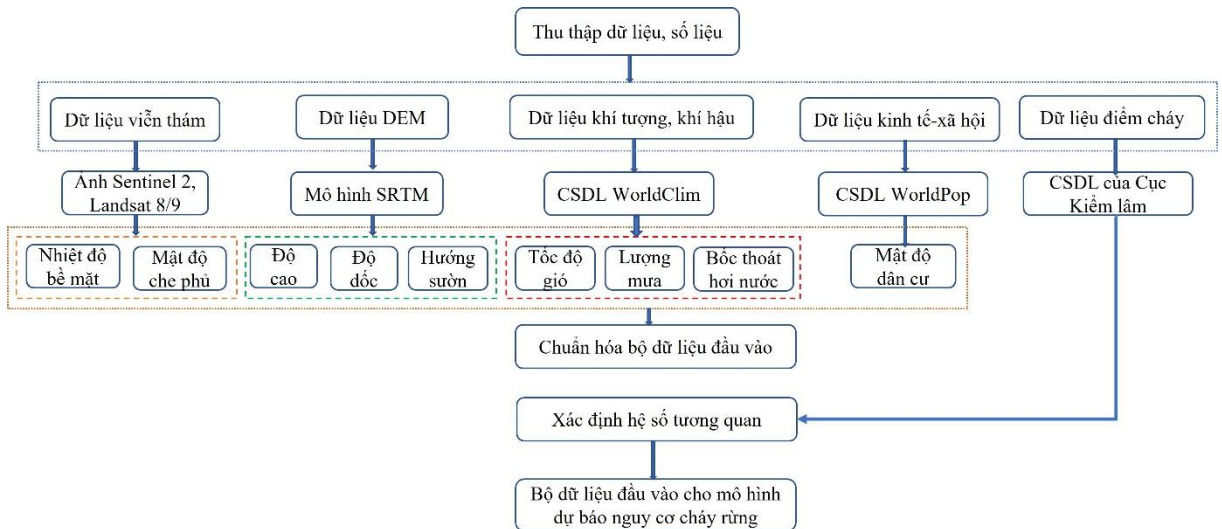 Thu thập dữ liệu, số liệu
Dữ liệu viễn thám
Dữ liệu DEM
Dữ liệu khí tượng, khí hậu
Dữ liệu kinh tế-xã hội
Dữ liệu điểm cháy
Ảnh Sentinel 2,
Landsat 8/9
Mô hình SRTM
CSDL WorldClim
CSDL WorldPop
CSDL của Cục
Kiểm lâm
Nhiệt độ
bề mặt
Mật độ
che phủ
Độ
cao
Độ
dốc
Hướng
sườn
Tốc độ
gió
Lượng
mưa
Bốc thoát
hơi nước
Mật độ
dân cư
Chuẩn hóa bộ dữ liệu đầu vào
Xác định hệ số tương quan
Bộ dữ liệu đầu vào cho mô hình
dự báo nguy cơ cháy rừng